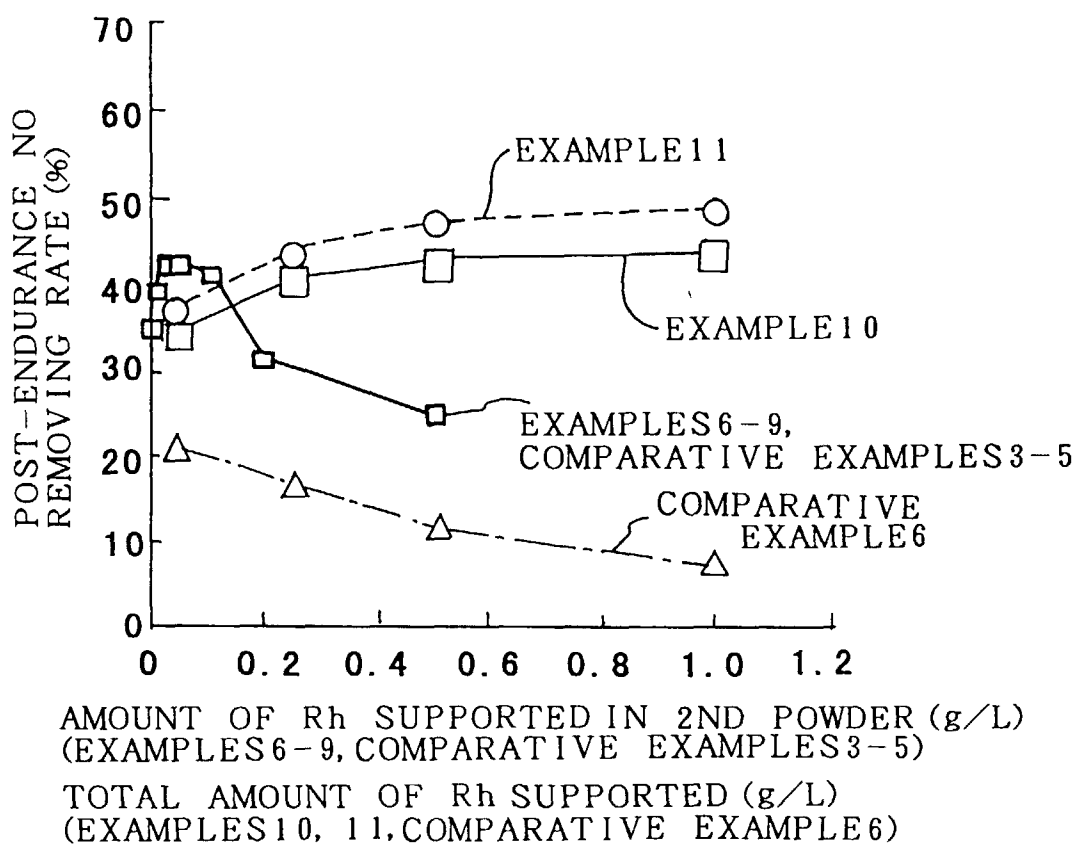 70
60
50
40
30
20
10
0
POST-ENDURANCE NO
REMOVING RATE (%)
EXAMPLE11
EXAMPLE10
EXAMPLES6-9,
COMPARATIVE EXAMPLES3-5
COMPARATIVE
EXAMPLE6
0 0.2 0.4 0.6 0.8 1.0 1.2
AMOUNT OF Rh SUPPORTED IN 2ND POWDER (g/L)
(EXAMPLES6-9, COMPARATIVE EXAMPLES3-5)
TOTAL AMOUNT OF Rh SUPPORTED (g/L)
(EXAMPLES10, 11, COMPARATIVE EXAMPLE6)